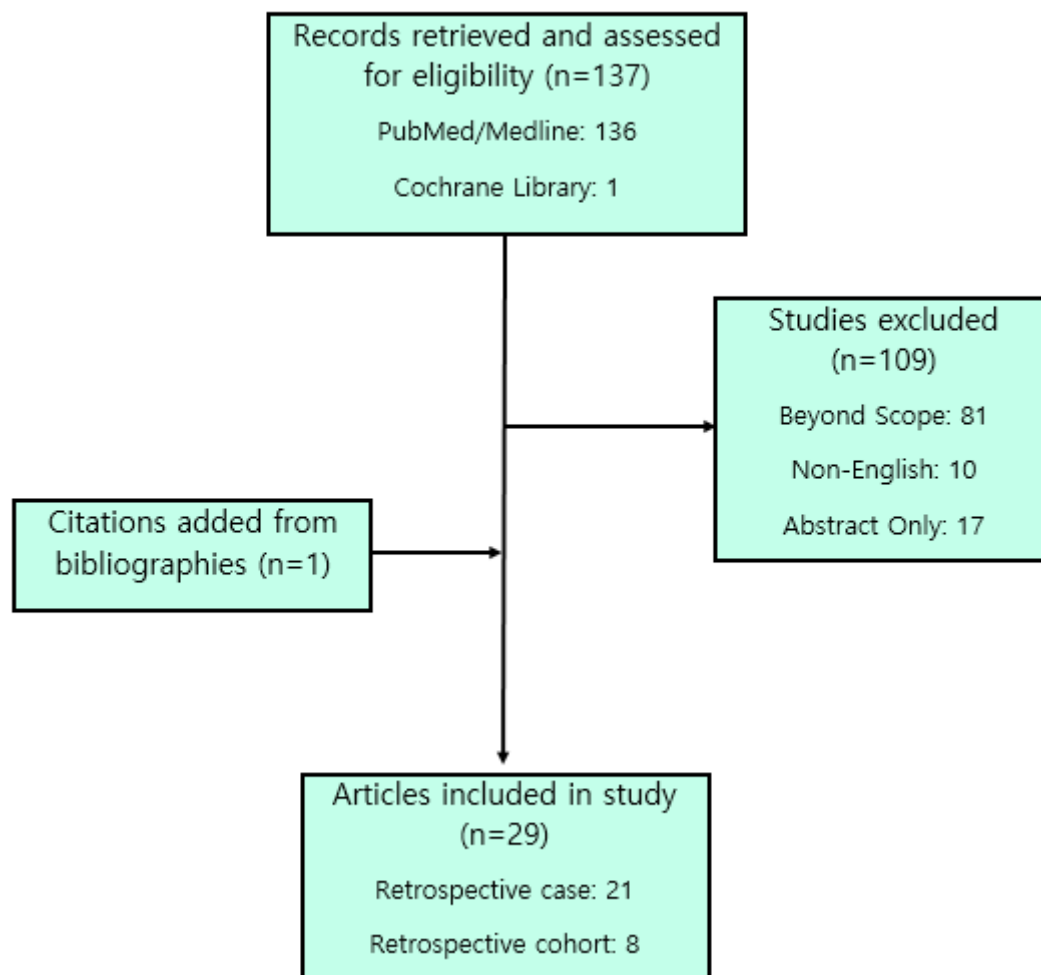 Records retrieved and assessed
for eligibility (n=137)
PubMed/Medline: 136
Cochrane Library: 1
Studies excluded
(n=109)
Beyond Scope: 81
Non-English: 10
Abstract Only: 17
Citations added from
bibliographies (n=1)
Articles included in study
(n=29)
Retrospective case: 21
Retrospective cohort: 8